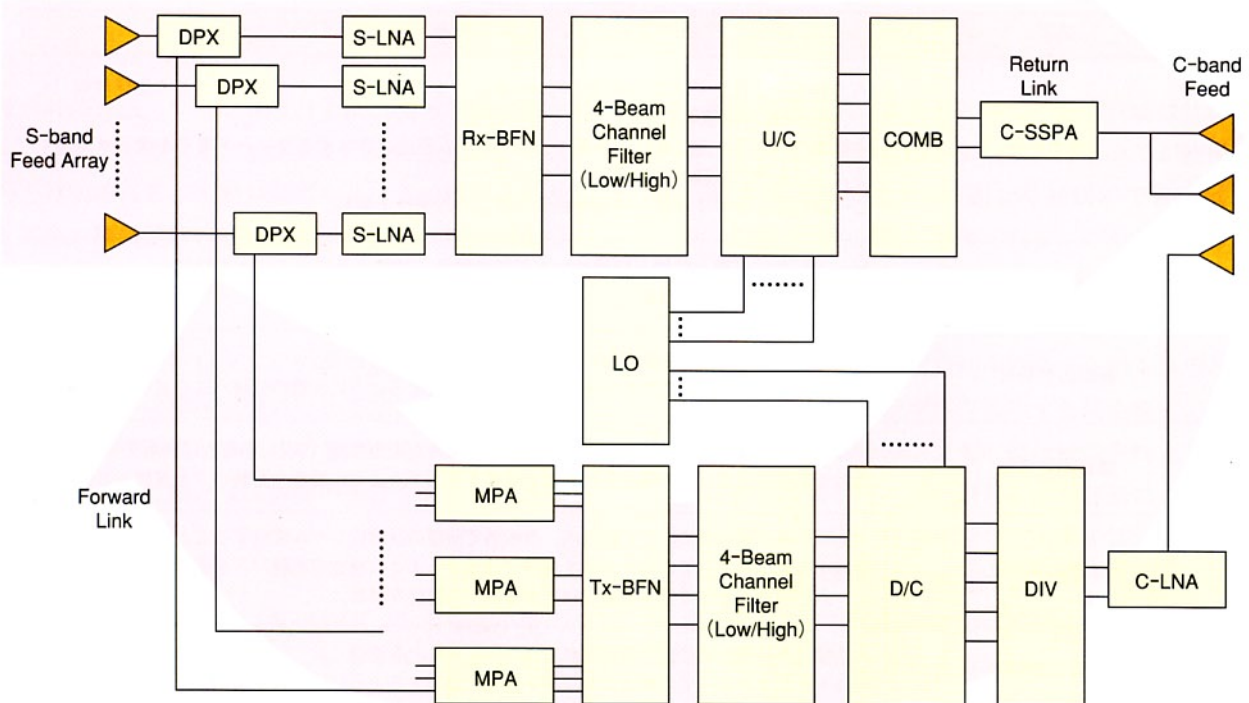 DPX
S-LNA
DPX
S-LNA
S-band
Feed Array
DPX
S-LNA
Rx-BFN
4-Beam
Channel
Filter
(Low/High)
U/C
COMB
Return
Link
C-SSPA
C-band
Feed
LO
Forward
Link
MPA
MPA
MPA
Tx-BFN
4-Beam
Channel
Filter
(Low/High)
D/C
DIV
C-LNA